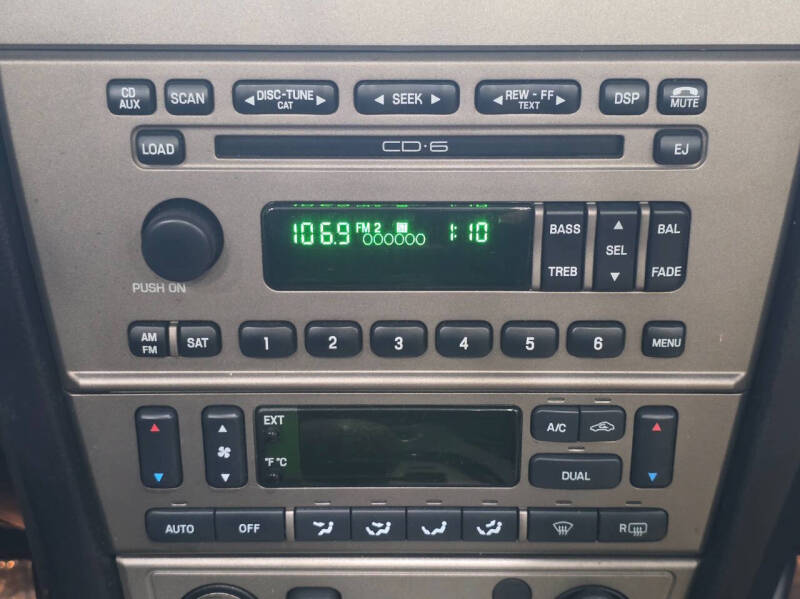 CD AUX SCAN DISC-TUNE CAT SEEK REW - FF TEXT DSP MUTE
LOAD CD·6 EJ
106.9 FM 2 1:10
BASS SEL BAL
TREB FADE
PUSH ON
AM FM SAT 1 2 3 4 5 6 MENU
EXT A/C
°F °C DUAL
AUTO OFF R